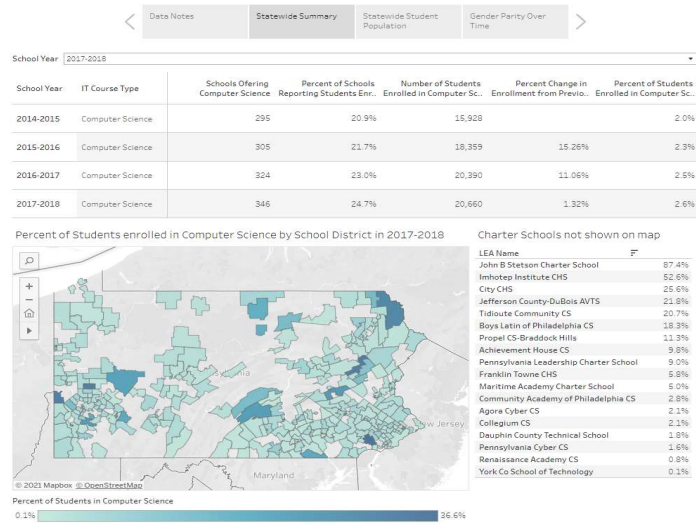 Data Notes
Statewide Summary
Statewide Student
Population
Gender Parity Over
Time
School Year 2017-2018
School Year IT Course Type Schools Ofering Computer Science Percent of Schools Reporting Students Enr.. Number of Students Enrolled in Computer Sc.. Percent Change in Enrollment from Previo.. Percent of Students Enrolled in Computer Sc..
2014-2015 Computer Science 295 20.9% 15,928 2.0%
2015-2016 Computer Science 305 21.7% 18,359 15.26% 2.3%
2016-2017 Computer Science 324 23.0% 20,390 11.06% 2.5%
2017-2018 Computer Science 346 24.7% 20,660 1.32% 2.6%
Percent of Students enrolled in Computer Science by School District in 2017-2018
Maryland
© 2021 Mapbox © OpenStreetMap
Percent of Students in Computer Science
0.1% 36.6%
Charter Schools not shown on map
LEA Name
John B Stetson Charter School 87.4%
Imhotep Institute CHS 52.6%
City CHS 25.6%
Jefferson County-DuBois AVTS 21.8%
Tidioute Community CS 20.7%
Boys Latin of Philadelphia CS 18.3%
Propel CS-Braddock Hills 11.3%
Achievement House CS 9.8%
Pennsylvania Leadership Charter School 9.0%
Franklin Towne CHS 5.8%
Maritime Academy Charter School 5.0%
Community Academy of Philadelphia CS 2.8%
Agora Cyber CS 2.1%
Collegium CS 2.1%
Dauphin County Technical School 1.8%
Pennsylvania Cyber CS 1.6%
Renaissance Academy CS 0.8%
York Co School of Technology 0.1%